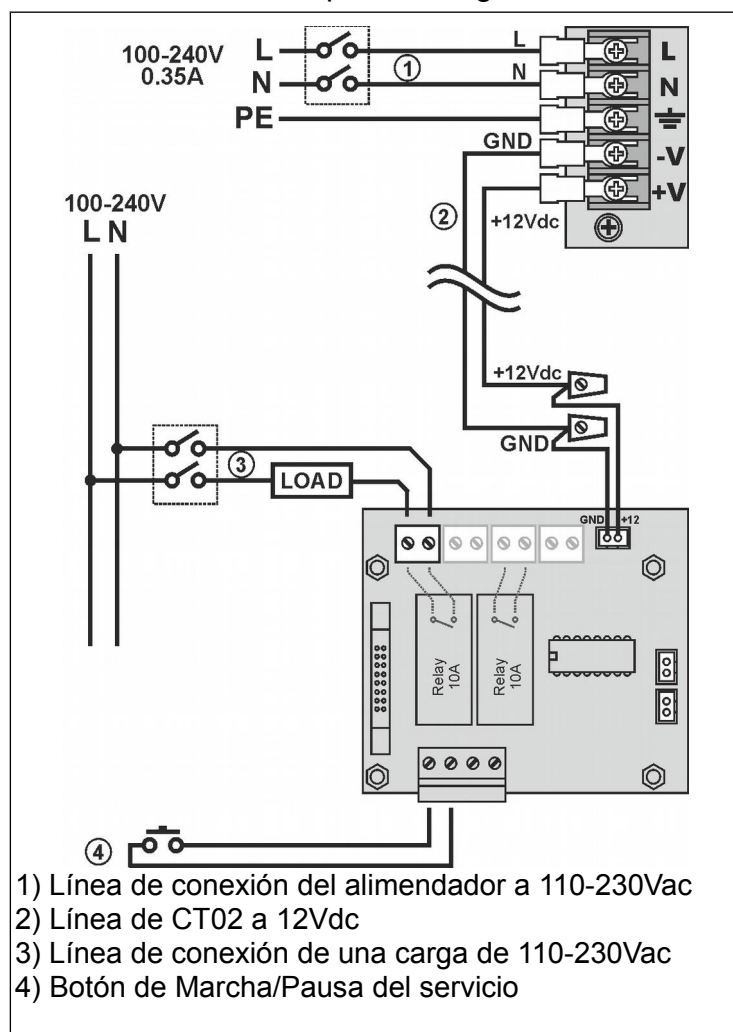 100-240V
0.35A
L
N
PE
①
L
N
GND
+12Vdc
L
N
-V
+V
②
100-240V
L N
+12Vdc
GND
③
LOAD
GND +12
Relay
10A
Relay
10A
④
1) Línea de conexión del alimendador a 110-230Vac
2) Línea de CT02 a 12Vdc
3) Línea de conexión de una carga de 110-230Vac
4) Botón de Marcha/Pausa del servicio